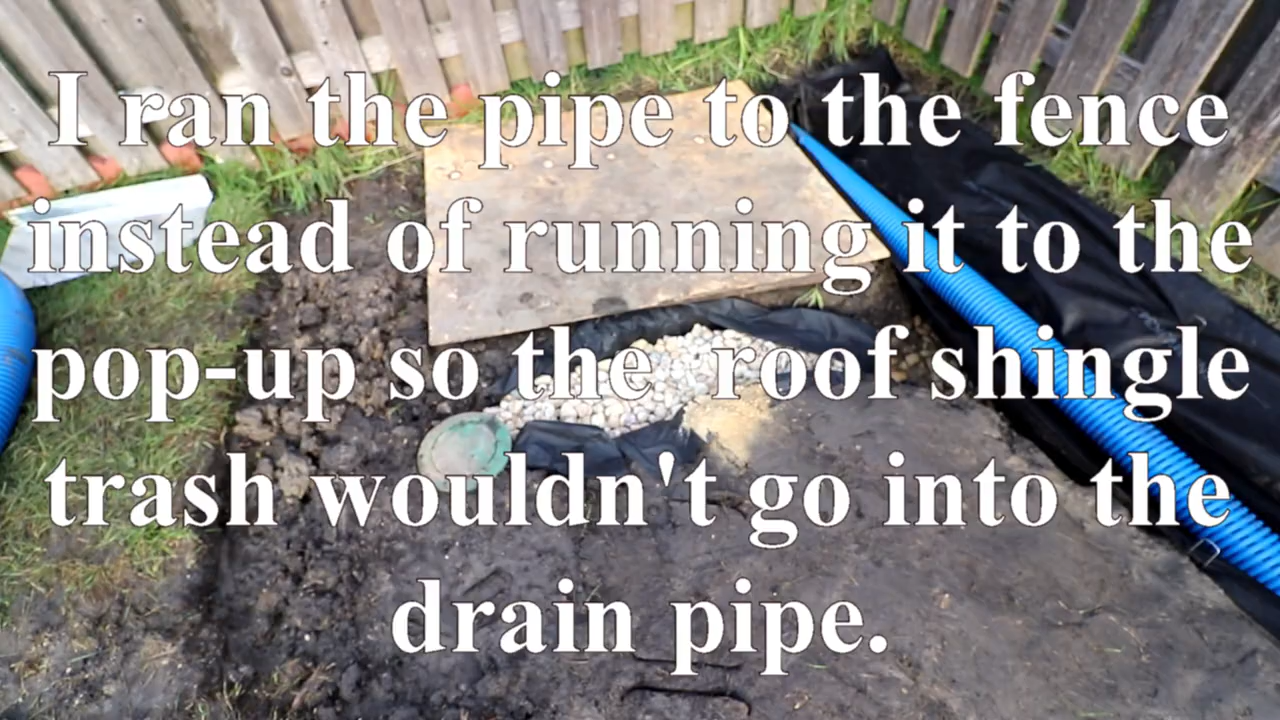 I ran the pipe to the fence
instead of running it to the
pop-up so the roof shingle
trash wouldn't go into the
drain pipe.